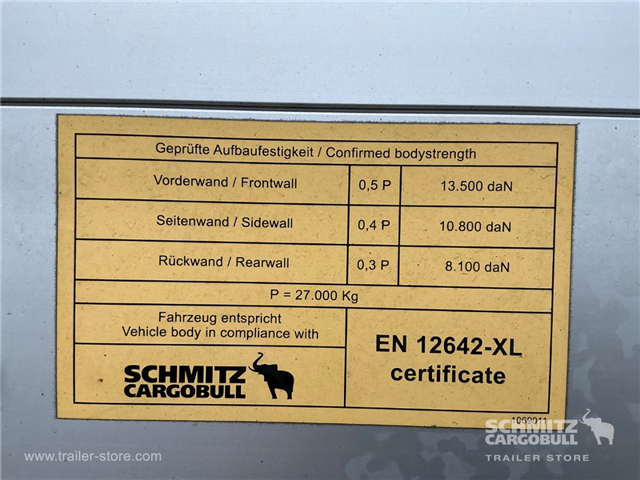 Geprüfte Aufbaufestigkeit / Confirmed bodystrength
Vorderwand / Frontwall 0,5 P 13.500 daN
Seitenwand / Sidewall 0,4 P 10.800 daN
Rückwand / Rearwall 0,3 P 8.100 daN
P = 27.000 Kg
Fahrzeug entspricht
Vehicle body in compliance with
SCHMITZ
CARGOBULL
EN 12642-XL
certificate
1069011
SCHMITZ
CARGOBULL
TRAILER STORE
www.trailer-store.com